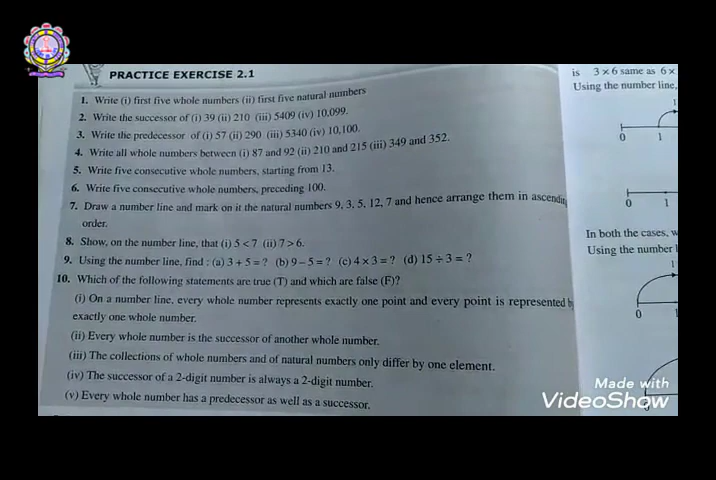 PRACTICE EXERCISE 2.1
1. Write (i) first five whole numbers (ii) first five natural numbers
2. Write the successor of (i) 39 (ii) 210 (iii) 5409 (iv) 10,099.
3. Write the predecessor of (i) 57 (ii) 290 (iii) 5340 (iv) 10,100.
4. Write all whole numbers between (i) 87 and 92 (ii) 210 and 215 (iii) 349 and 352.
5. Write five consecutive whole numbers, starting from 13.
6. Write five consecutive whole numbers, preceding 100.
7. Draw a number line and mark on it the natural numbers 9, 3, 5, 12, 7 and hence arrange them in ascendin
order.
8. Show, on the number line, that (i) 5 < 7 (ii) 7 > 6.
9. Using the number line, find : (a) 3 + 5 = ? (b) 9 – 5 = ? (c) 4 × 3 = ? (d) 15 ÷ 3 = ?
10. Which of the following statements are true (T) and which are false (F)?
(i) On a number line, every whole number represents exactly one point and every point is represented b
exactly one whole number.
(ii) Every whole number is the successor of another whole number.
(iii) The collections of whole numbers and of natural numbers only differ by one element.
(iv) The successor of a 2-digit number is always a 2-digit number.
(v) Every whole number has a predecessor as well as a successor.
is 3 × 6 same as 6 ×
Using the number line,
1
0 1
0 1
In both the cases, w
Using the number l
1
0 1
Made with
VideoShow